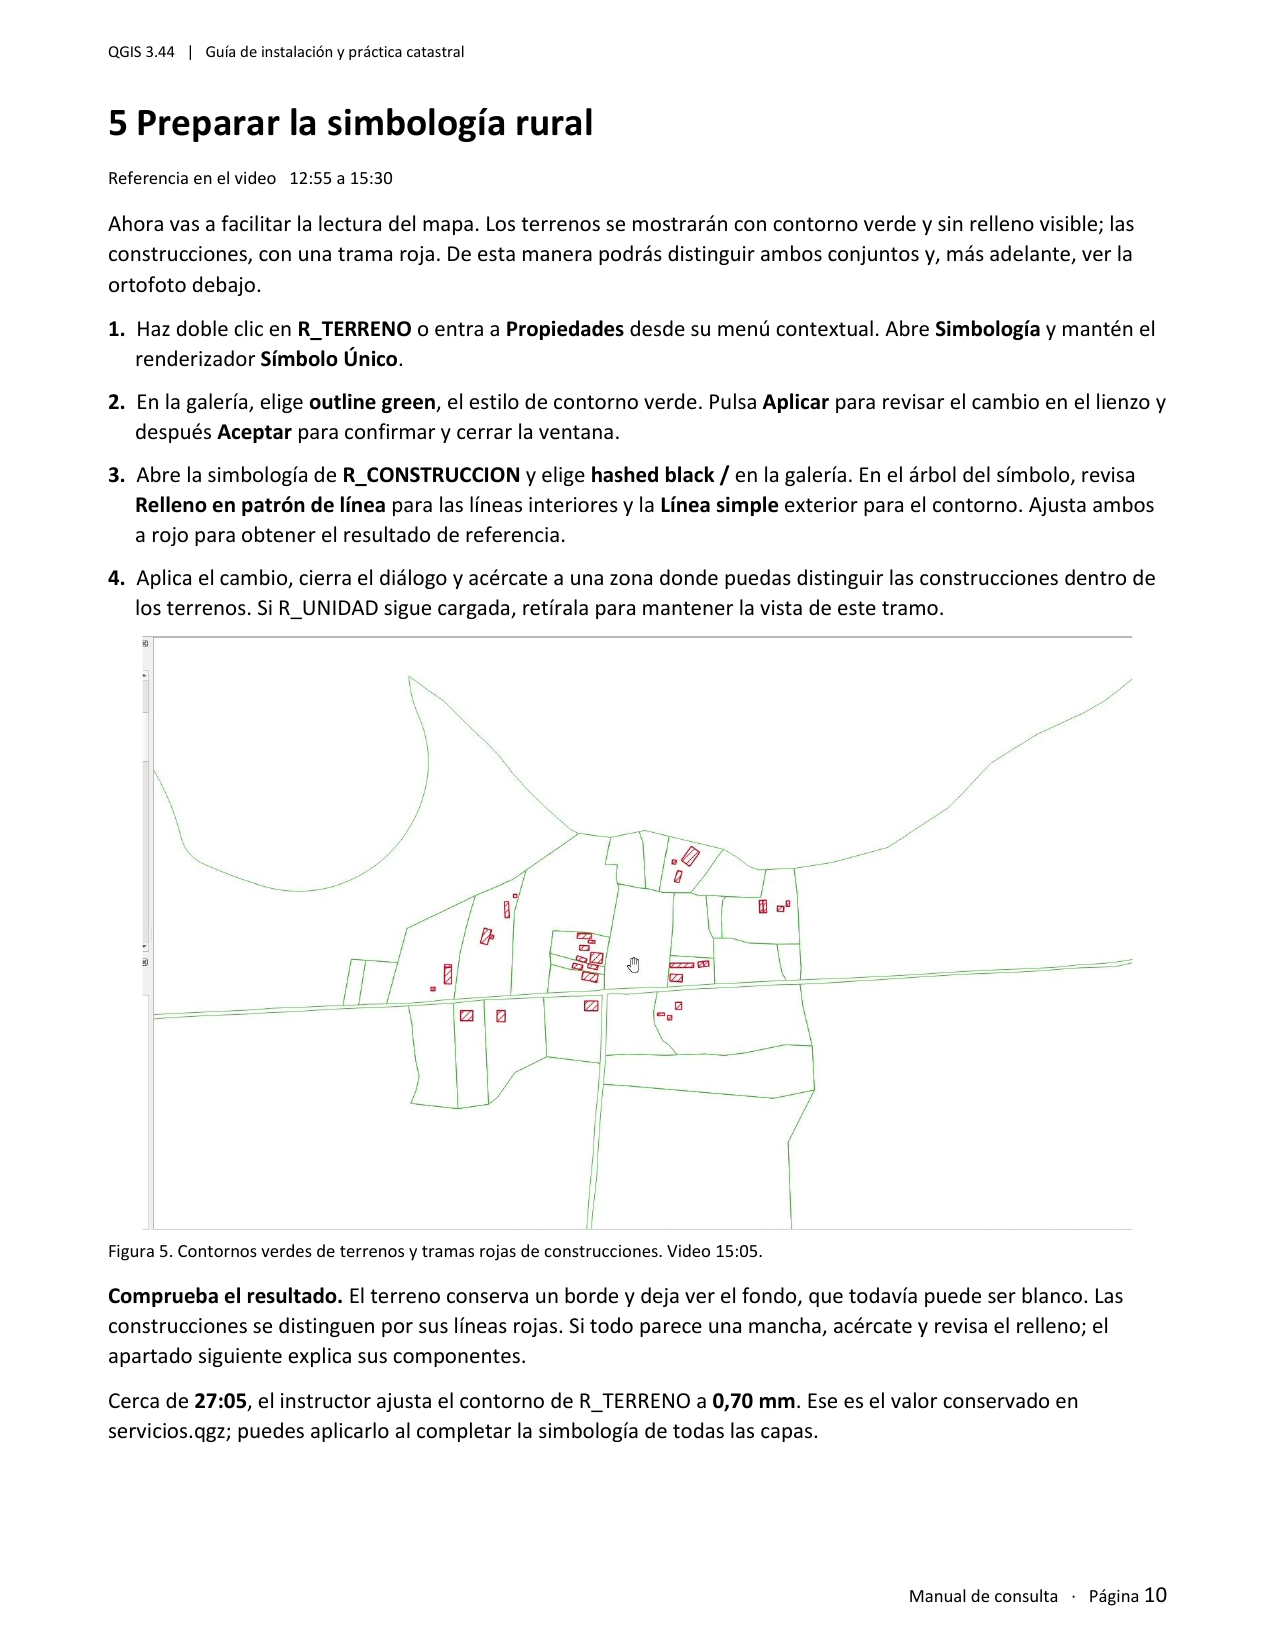 QGIS 3.44 | Guía de instalación y práctica catastral
5 Preparar la simbología rural
Referencia en el video 12:55 a 15:30
Ahora vas a facilitar la lectura del mapa. Los terrenos se mostrarán con contorno verde y sin relleno visible; las
construcciones, con una trama roja. De esta manera podrás distinguir ambos conjuntos y, más adelante, ver la
ortofoto debajo.
1. Haz doble clic en R_TERRENO o entra a Propiedades desde su menú contextual. Abre Simbología y mantén el
renderizador Símbolo Único.
2. En la galería, elige outline green, el estilo de contorno verde. Pulsa Aplicar para revisar el cambio en el lienzo y
después Aceptar para confirmar y cerrar la ventana.
3. Abre la simbología de R_CONSTRUCCION y elige hashed black / en la galería. En el árbol del símbolo, revisa
Relleno en patrón de línea para las líneas interiores y la Línea simple exterior para el contorno. Ajusta ambos
a rojo para obtener el resultado de referencia.
4. Aplica el cambio, cierra el diálogo y acércate a una zona donde puedas distinguir las construcciones dentro de
los terrenos. Si R_UNIDAD sigue cargada, retírala para mantener la vista de este tramo.
Figura 5. Contornos verdes de terrenos y tramas rojas de construcciones. Video 15:05.
Comprueba el resultado. El terreno conserva un borde y deja ver el fondo, que todavía puede ser blanco. Las
construcciones se distinguen por sus líneas rojas. Si todo parece una mancha, acércate y revisa el relleno; el
apartado siguiente explica sus componentes.
Cerca de 27:05, el instructor ajusta el contorno de R_TERRENO a 0,70 mm. Ese es el valor conservado en
servicios.qgz; puedes aplicarlo al completar la simbología de todas las capas.
Manual de consulta · Página 10